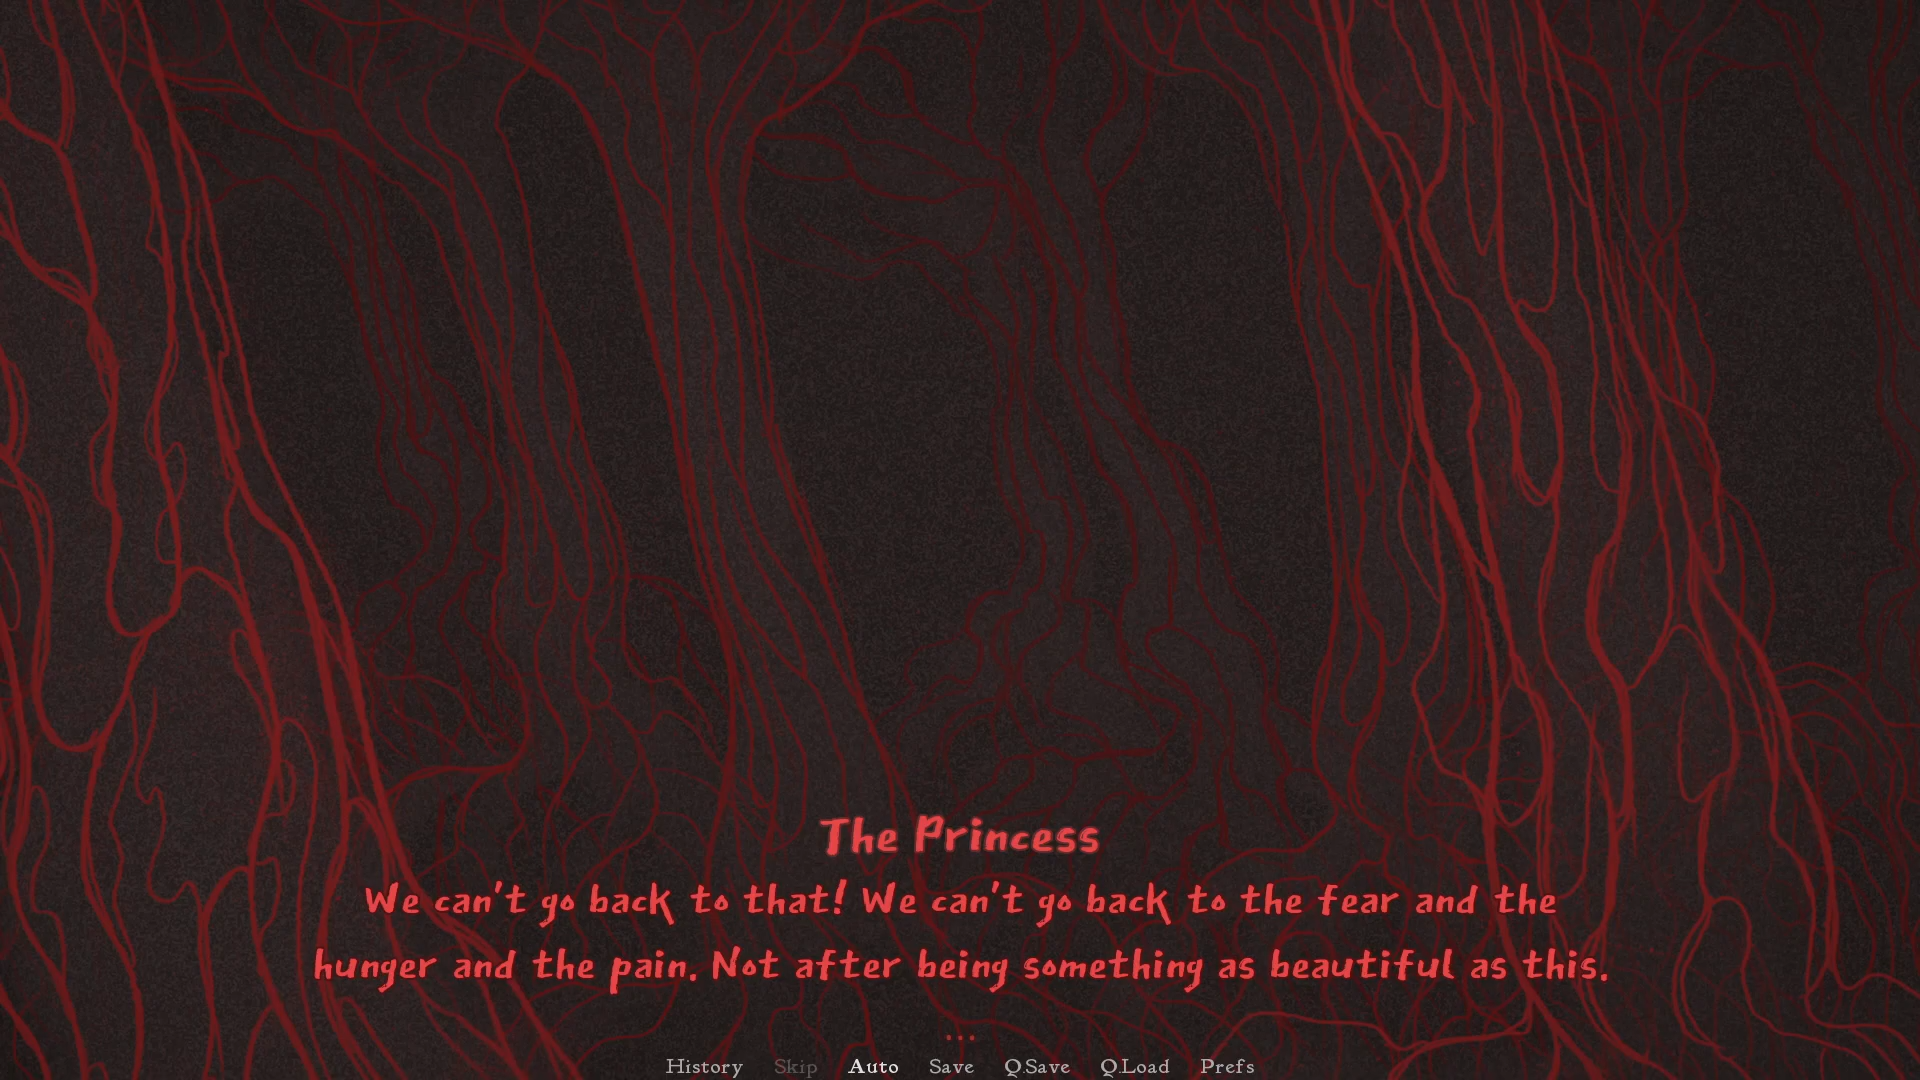 The Princess
We can't go back to that! We can't go back to the fear and the
hunger and the pain. Not after being something as beautiful as this.
...
History Skip Auto Save Q.Save Q.Load Prefs